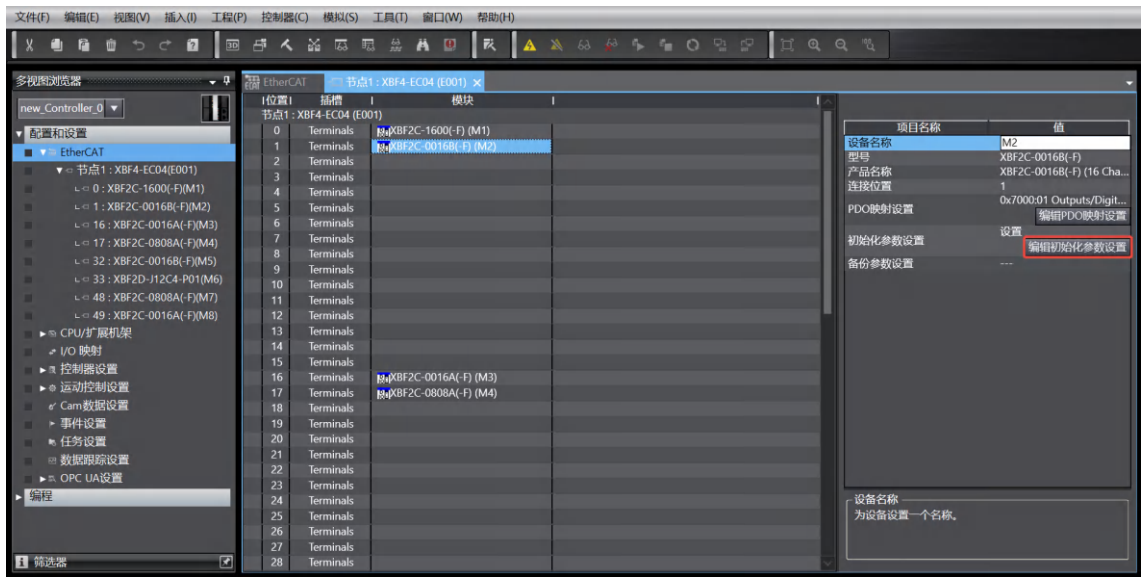 文件(F) 编辑(E) 视图(V) 插入(I) 工程(P) 控制器(C) 模拟(S) 工具(T) 窗口(W) 帮助(H)
多视图浏览器
new_Controller_0
配置和设置
EtherCAT
节点1 : XBF4-EC04(E001)
0 : XBF2C-1600(-F)(M1)
1 : XBF2C-0016B(-F)(M2)
16 : XBF2C-0016A(-F)(M3)
17 : XBF2C-0808A(-F)(M4)
32 : XBF2C-0016B(-F)(M5)
33 : XBF2D-J12C4-P01(M6)
48 : XBF2C-0808A(-F)(M7)
49 : XBF2C-0016A(-F)(M8)
CPU/扩展机架
I/O 映射
控制器设置
运动控制设置
Cam数据设置
事件设置
任务设置
数据跟踪设置
OPC UA设置
编程
筛选器
EtherCAT 节点1 : XBF4-EC04 (E001) x
|位置| 插槽 | 模块 |
节点1 : XBF4-EC04 (E001)
0 Terminals XBF2C-1600(-F) (M1)
1 Terminals XBF2C-0016B(-F) (M2)
2 Terminals
3 Terminals
4 Terminals
5 Terminals
6 Terminals
7 Terminals
8 Terminals
9 Terminals
10 Terminals
11 Terminals
12 Terminals
13 Terminals
14 Terminals
15 Terminals
16 Terminals XBF2C-0016A(-F) (M3)
17 Terminals XBF2C-0808A(-F) (M4)
18 Terminals
19 Terminals
20 Terminals
21 Terminals
22 Terminals
23 Terminals
24 Terminals
25 Terminals
26 Terminals
27 Terminals
28 Terminals
项目名称 值
设备名称 M2
型号 XBF2C-0016B(-F)
产品名称 XBF2C-0016B(-F) (16 Cha...
连接位置 1
PDO映射设置 0x7000:01 Outputs/Digit...
编辑PDO映射设置
初始化参数设置 设置
编辑初始化参数设置
备份参数设置 ---
设备名称
为设备设置一个名称。